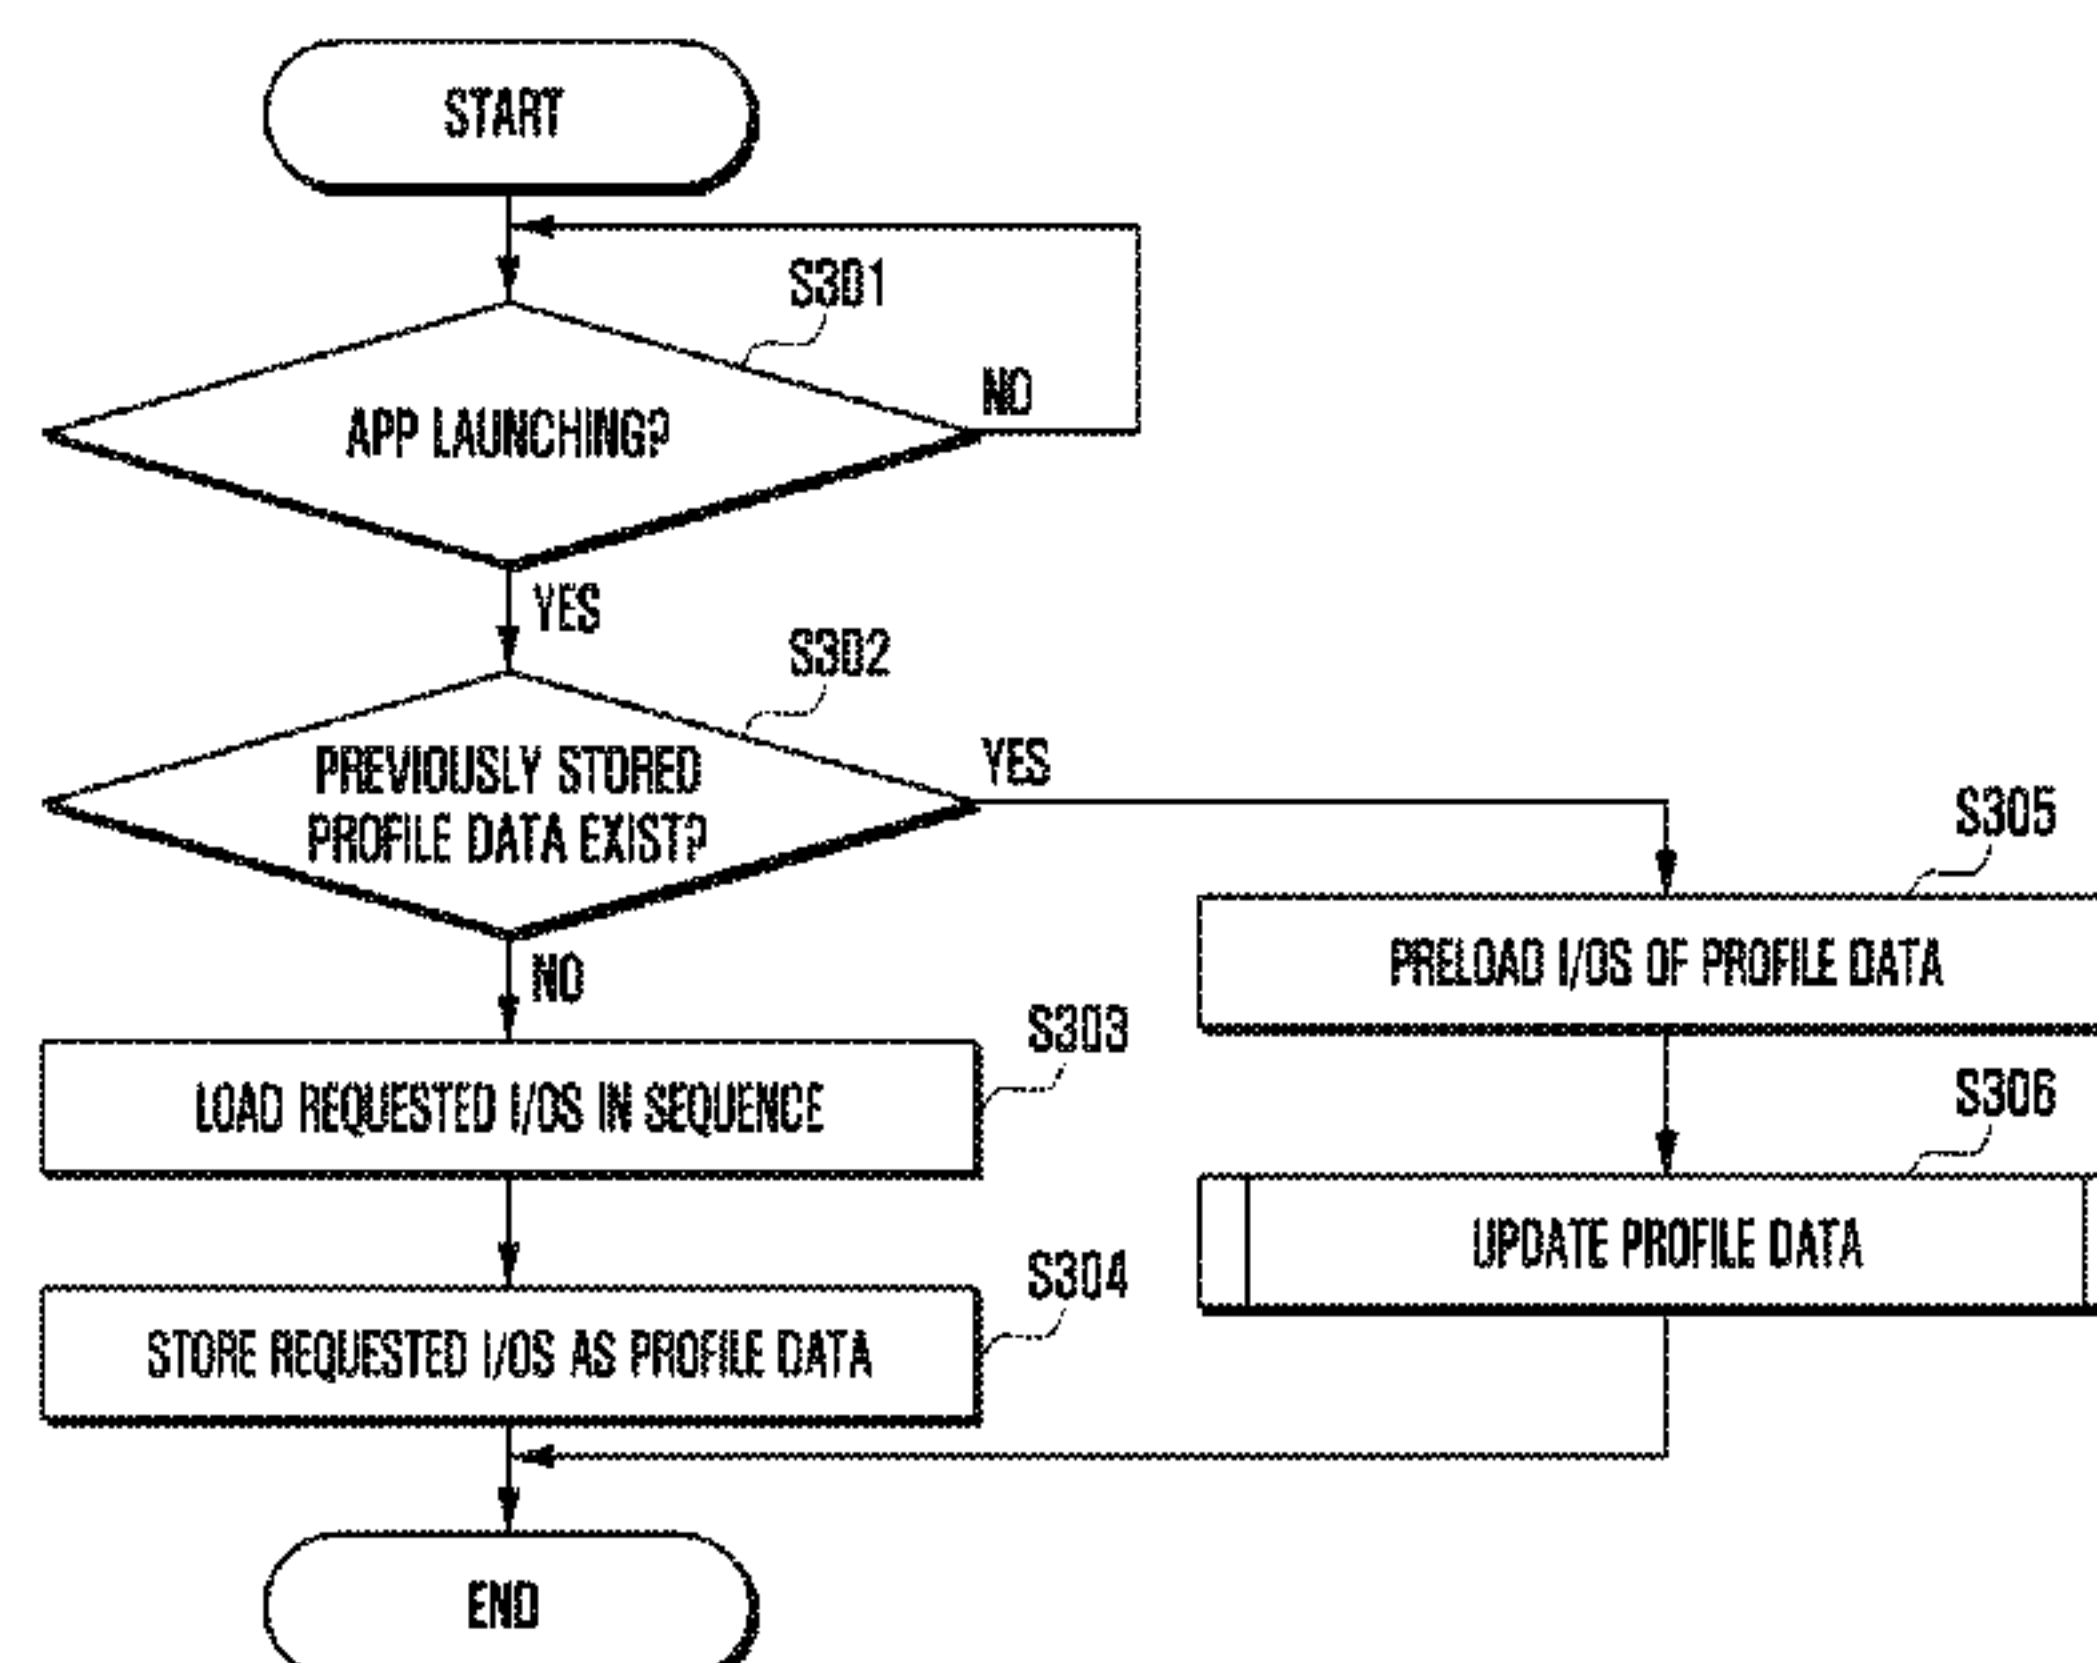 START
S301
APP LAUNCHING?
NO
YES
S302
PREVIOUSLY STORED
PROFILE DATA EXIST?
YES
NO
S303
LOAD REQUESTED I/OS IN SEQUENCE
S304
STORE REQUESTED I/OS AS PROFILE DATA
S305
PRELOAD I/OS OF PROFILE DATA
S306
UPDATE PROFILE DATA
END